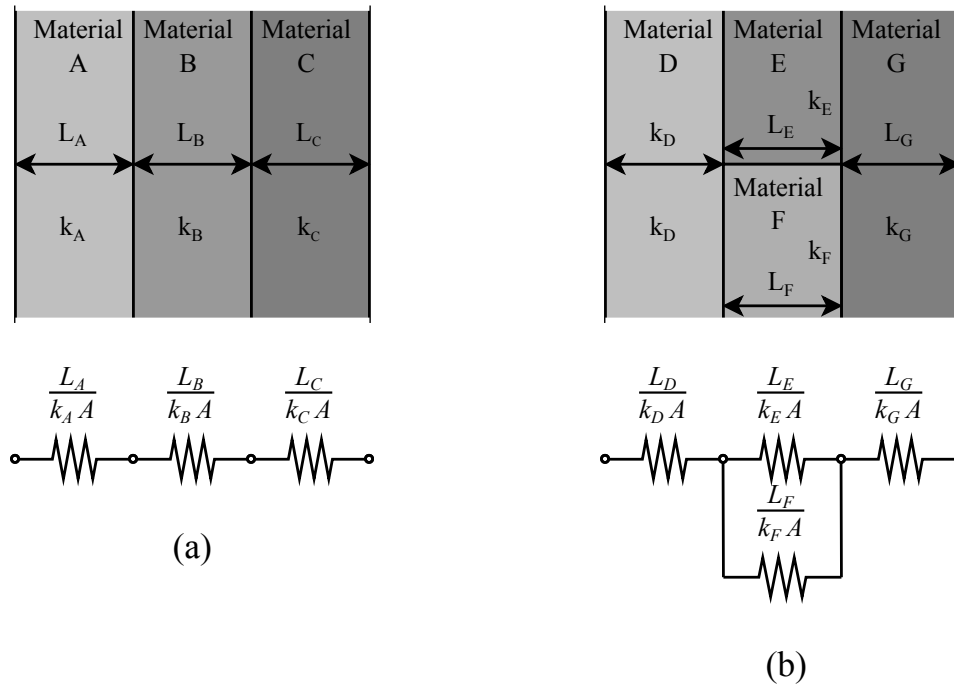 Material Material Material
A B C
L_A L_B L_C
k_A k_B k_C
L_A/k_A A L_B/k_B A L_C/k_C A
(a)
Material Material Material
D E G
k_E
k_D L_E L_G
Material
k_D F k_G
k_F
L_F
L_D/k_D A L_E/k_E A L_G/k_G A
L_F/k_F A
(b)